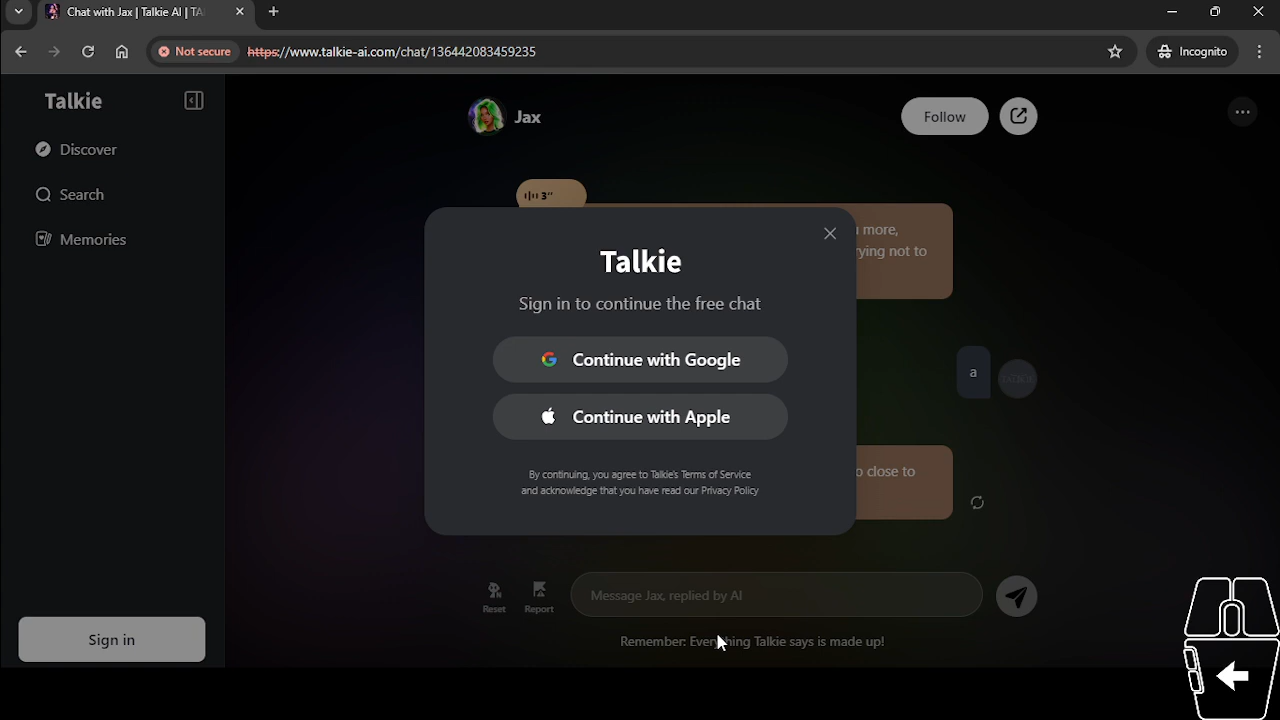 Chat with Jax | Talkie AI | TA
Not secure
https://www.talkie-ai.com/chat/136442083459235
Incognito
Talkie
Discover
Search
Memories
Sign in
Jax
Follow
3"
u more,
rying not to
a
o close to
Talkie
Sign in to continue the free chat
Continue with Google
Continue with Apple
By continuing, you agree to Talkie's Terms of Service
and acknowledge that you have read our Privacy Policy
Reset
Report
Message Jax, replied by AI
Remember: Everything Talkie says is made up!